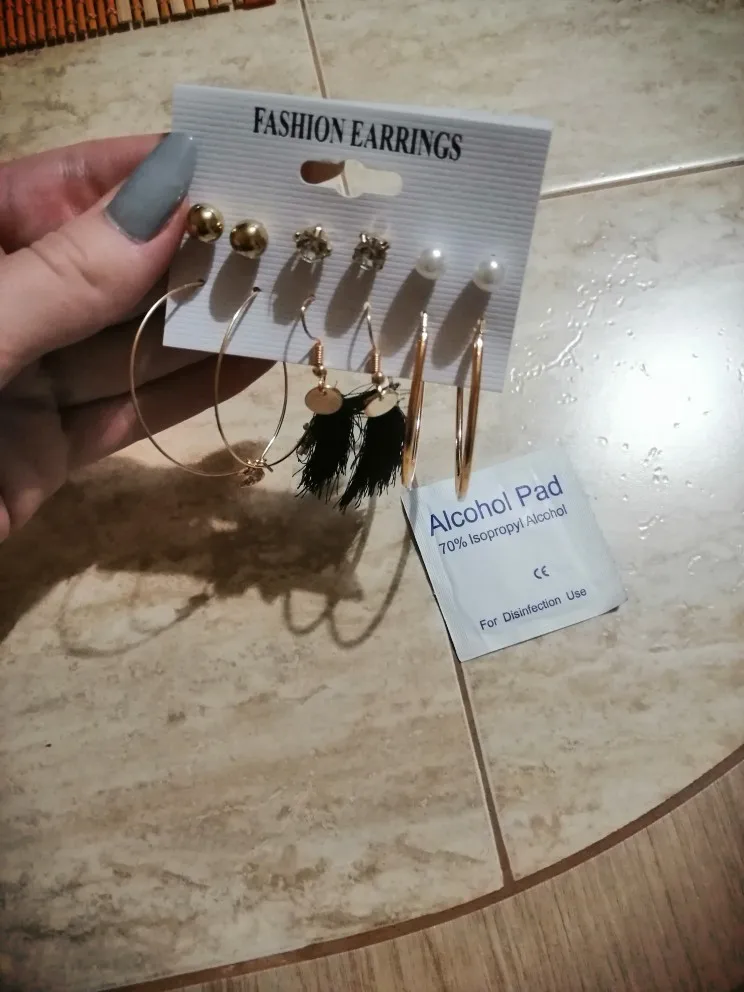 FASHION EARRINGS
Alcohol Pad
70% Isopropyl Alcohol
CE
For Disinfection Use